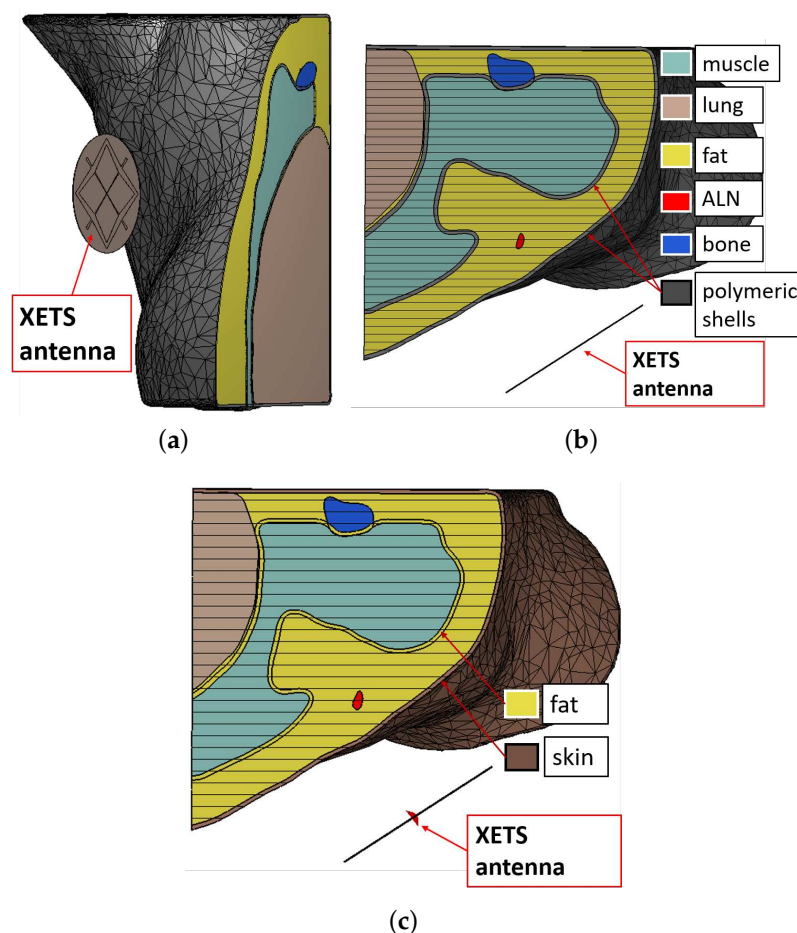 XETS
antenna
(a)
muscle
lung
fat
ALN
bone
polymeric
shells
XETS
antenna
(b)
fat
skin
XETS
antenna
(c)